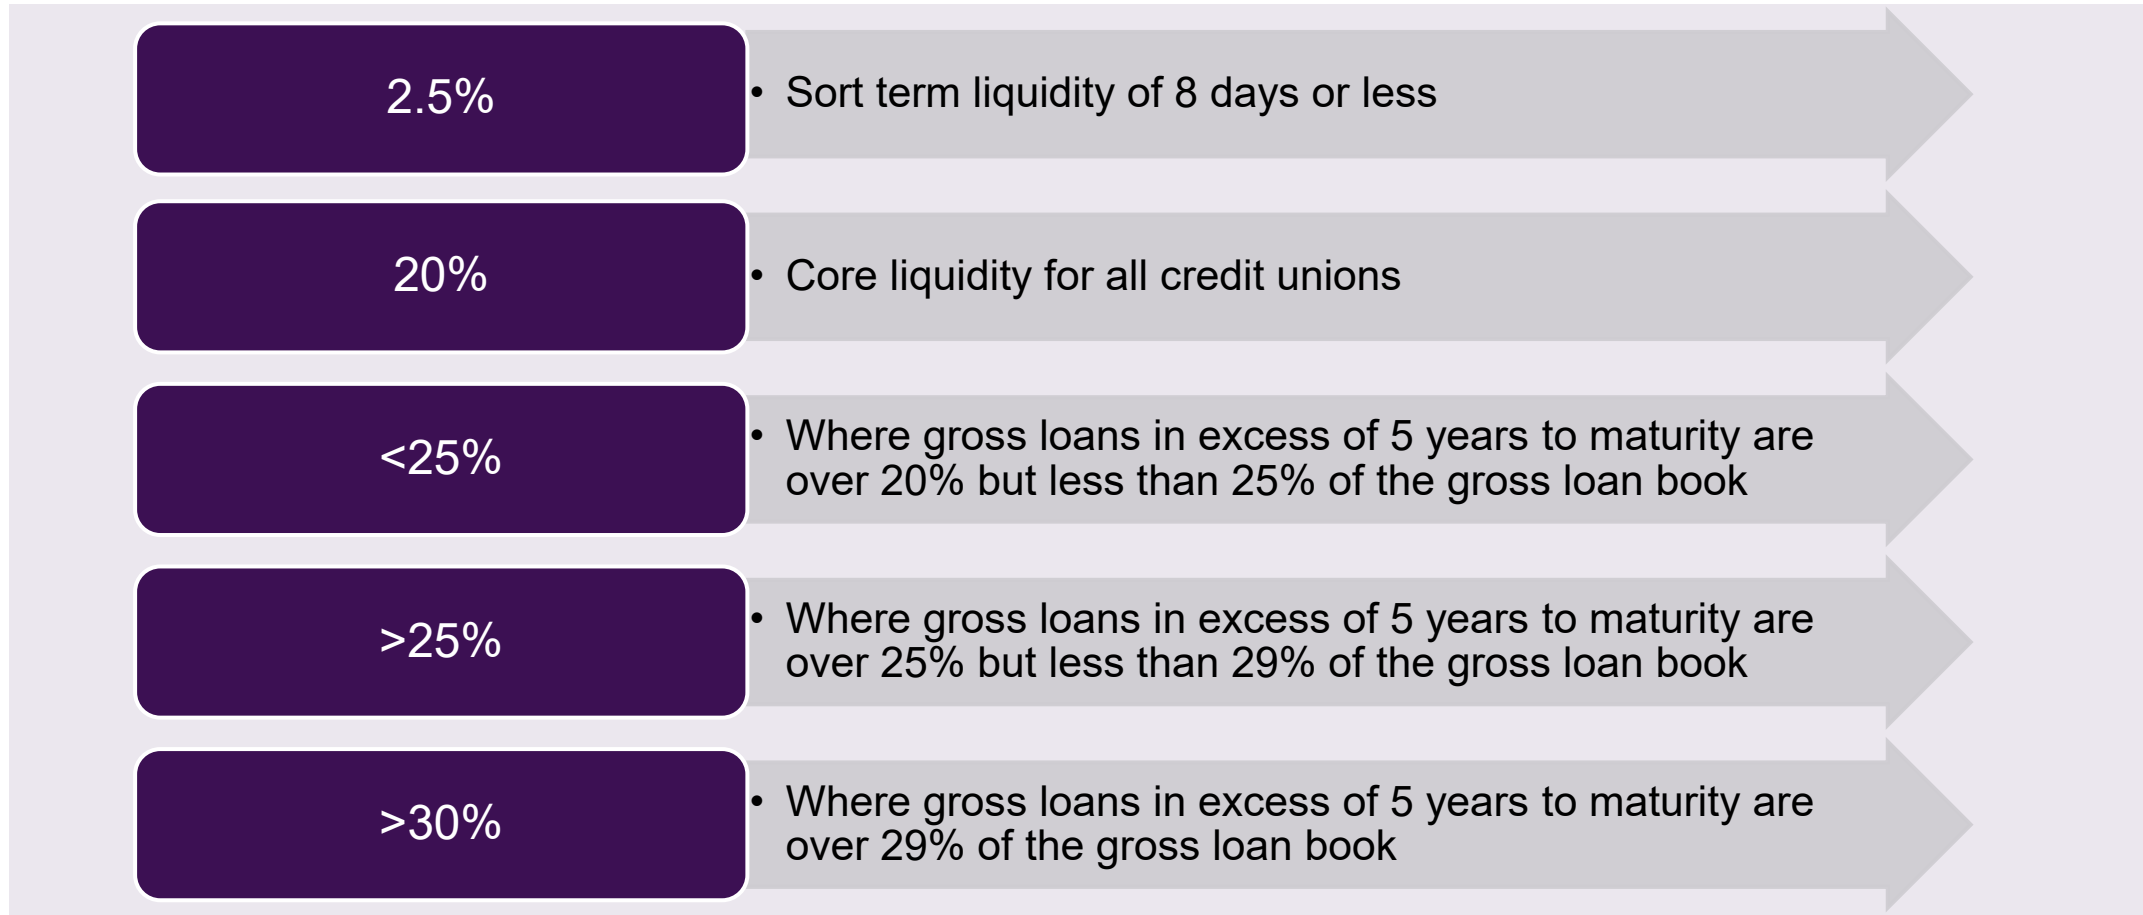 2.5%
• Sort term liquidity of 8 days or less
20%
• Core liquidity for all credit unions
<25%
• Where gross loans in excess of 5 years to maturity are
over 20% but less than 25% of the gross loan book
>25%
• Where gross loans in excess of 5 years to maturity are
over 25% but less than 29% of the gross loan book
>30%
• Where gross loans in excess of 5 years to maturity are
over 29% of the gross loan book